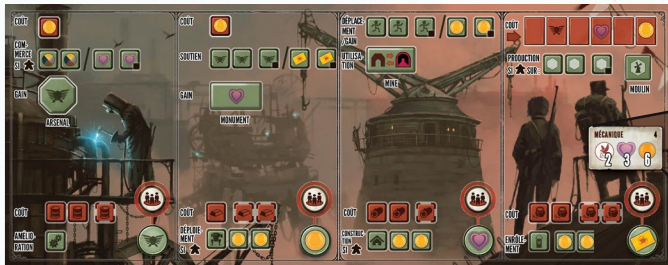 COÛT
COM-
MERCE
SI
/
GAIN
ARSENAL
COÛT
AMÉLIO-
RATION
COÛT
SOUTIEN
/
GAIN
MONUMENT
COÛT
DÉPLOIE
MENT
SI
DÉPLACE-
MENT
/GAIN
/
UTILISA-
TION
MINE
COÛT
CONSTRUC-
TION
SI
COÛT
PRODUCTION
SI SUR
MOULIN
MÉCANIQUE 4
2 3 6
COÛT
ENRÔLE-
MENT